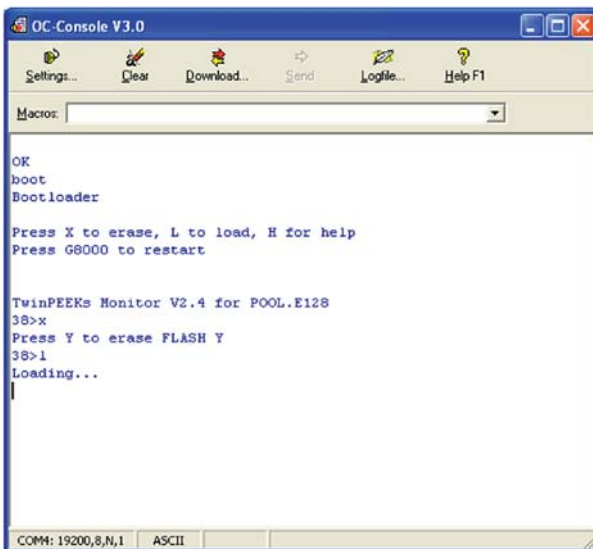 OC-Console V3.0
Settings... Clear Download... Send Logfile... Help F1
Macros:
OK
boot
Bootloader
Press X to erase, L to load, H for help
Press G8000 to restart
TwinPEEKs Monitor V2.4 for POOL.E128
38>x
Press Y to erase FLASH Y
38>l
Loading...
COM4: 19200,8,N,1 ASCII